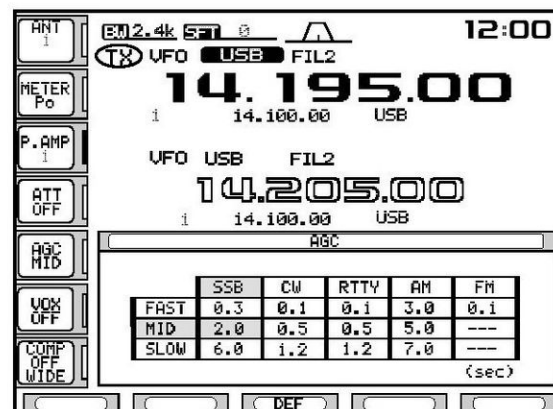 ANT
1
METER
Po
P.AMP
1
ATT
OFF
AGC
MID
VOX
OFF
COMP
OFF
WIDE
BW 2.4k SFT 0
12:00
TX VFO USB FIL2
14.195.00
1 14.100.00 USB
VFO USB FIL2
14.205.00
1 14.100.00 USB
AGC
SSB CW RTTY AM FM
FAST 0.3 0.1 0.1 3.0 0.1
MID 2.0 0.5 0.5 5.0 ---
SLOW 6.0 1.2 1.2 7.0 ---
(sec)
DEF